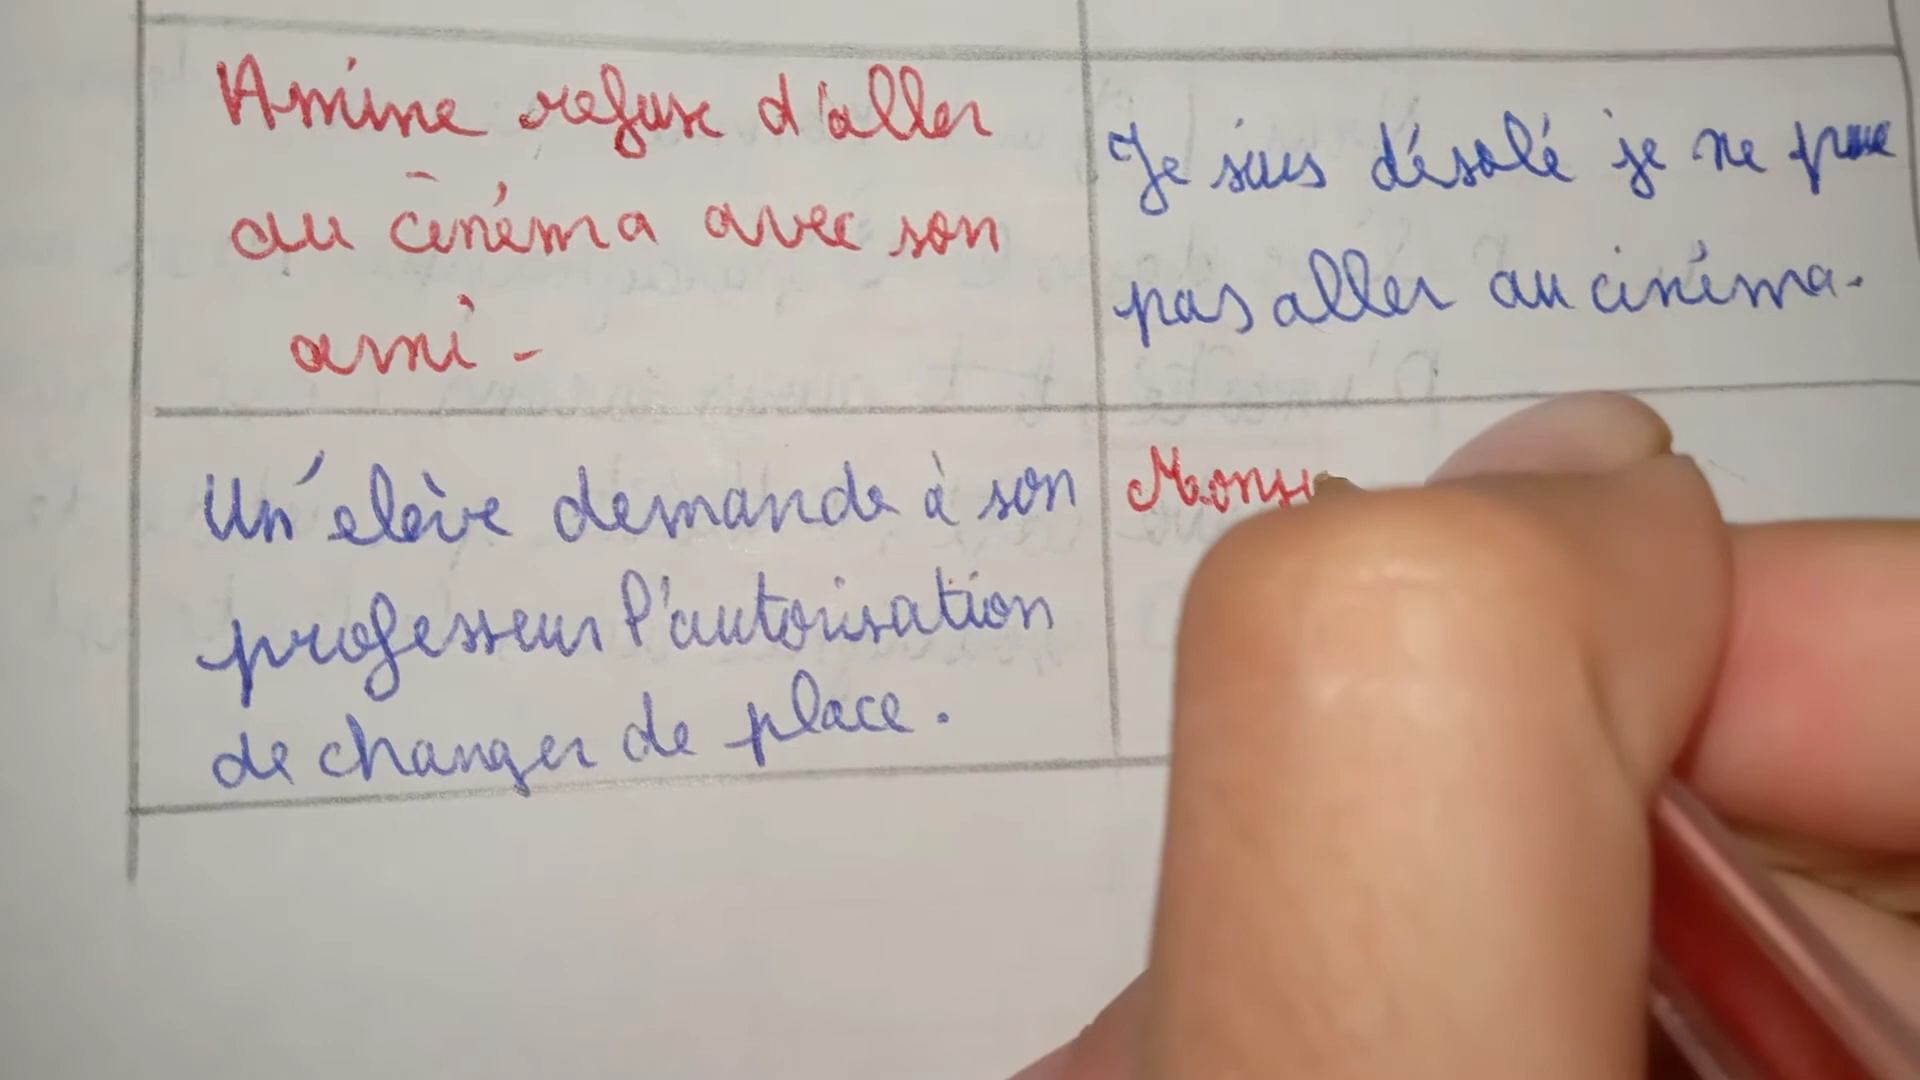 Amine refuse d'aller
au cinéma avec son
ami -
Je suis désolé je ne peux
pas aller au cinéma.
Un élève demande à son
professeur l'autorisation
de changer de place.
Monsi